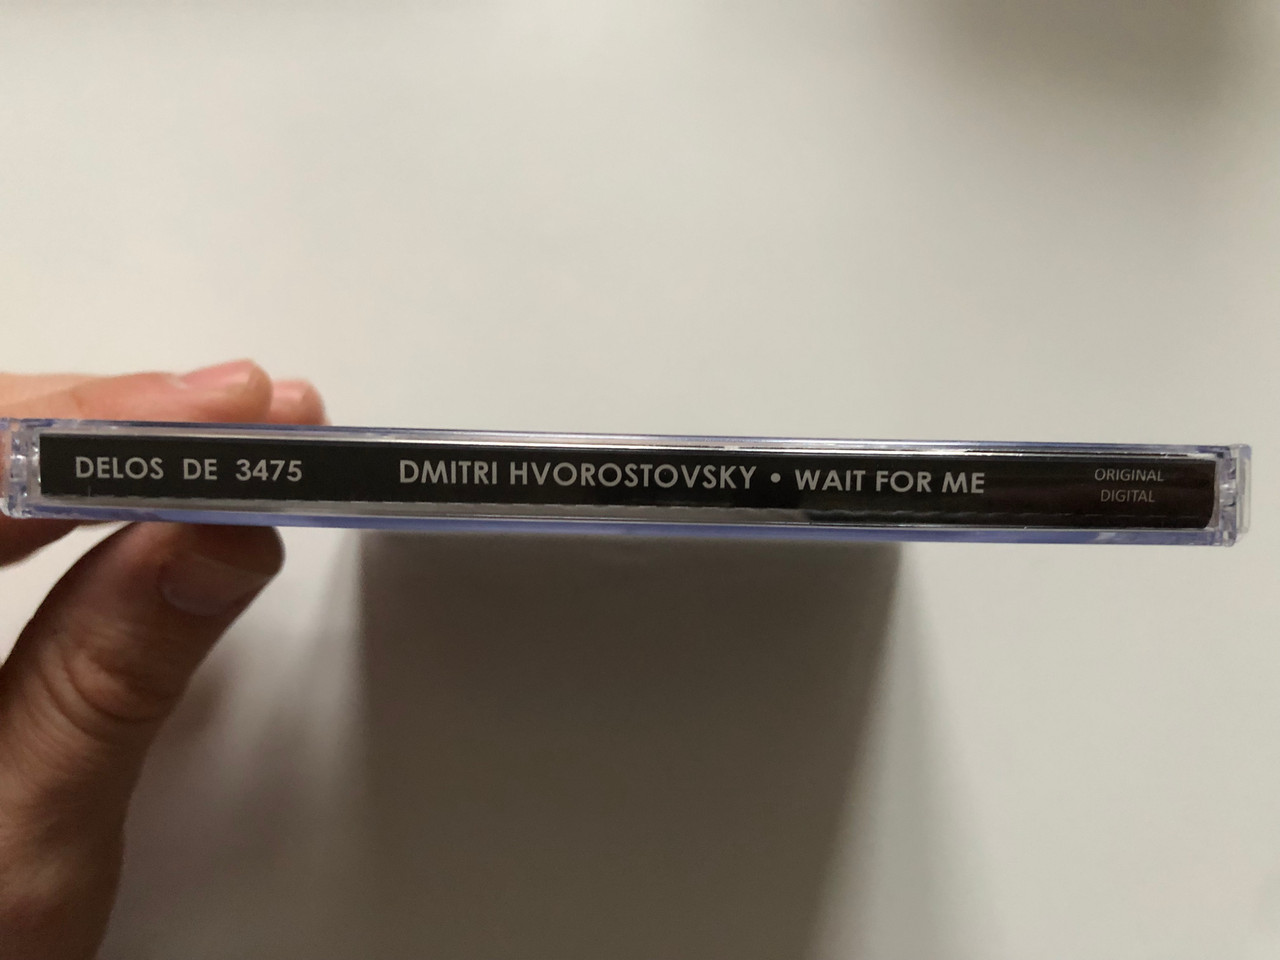 DELOS DE 3475 DMITRI HVOROSTOVSKY • WAIT FOR ME
ORIGINAL
DIGITAL